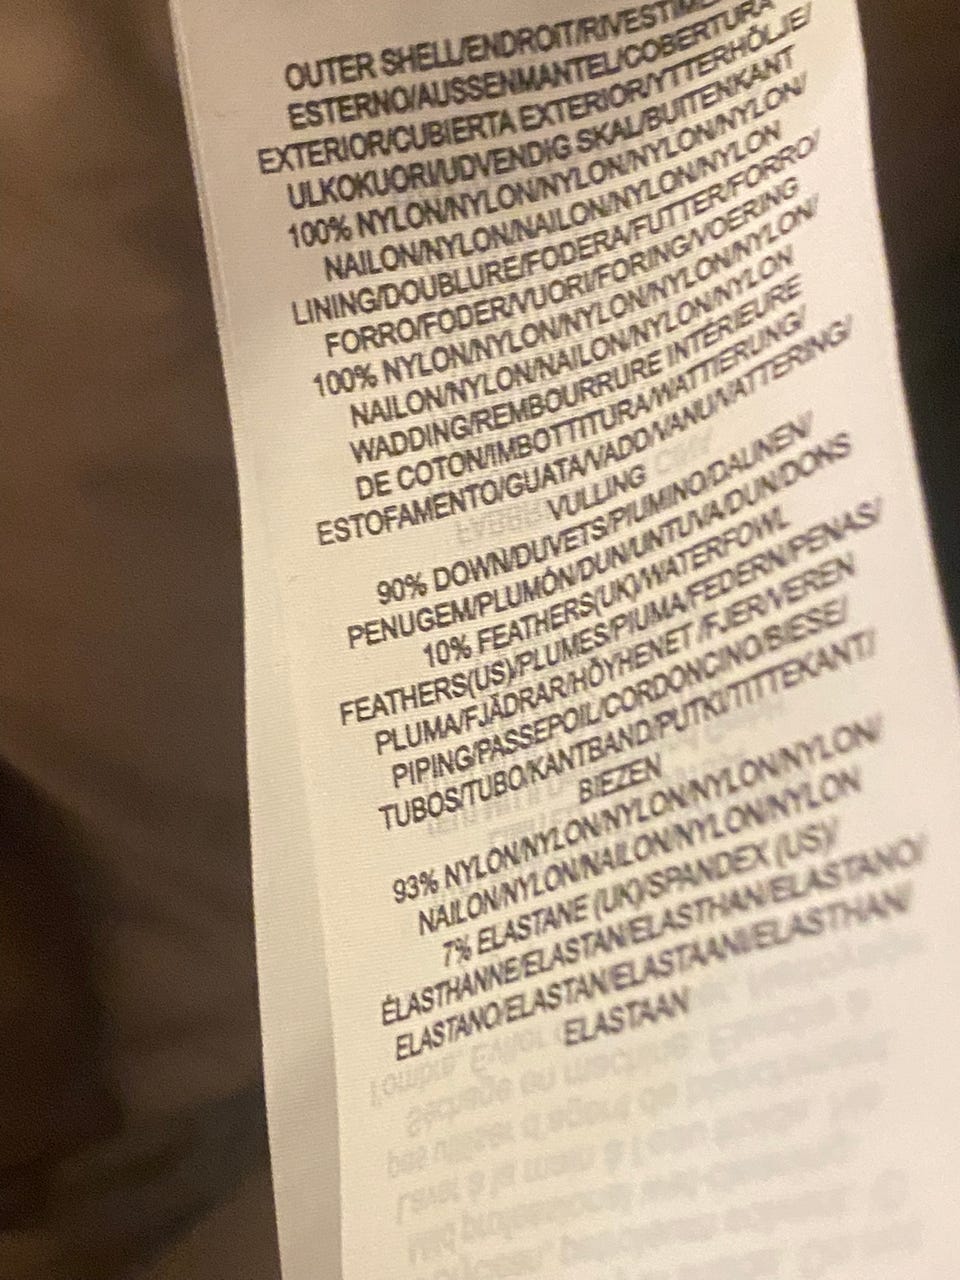 OUTER SHELL/ENDROIT/RIVESTIME
ESTERNO/AUSSENMANTEL/COBERTURA
EXTERIOR/CUBIERTA EXTERIOR/YTTERHÖLJE/
ULKOKUORI/UDVENDIG SKAL/BUITENKANT
100% NYLON/NYLON/NYLON/NYLON/NYLON/
NAILON/NYLON/NAILON/NYLON/NYLON
LINING/DOUBLURE/FODERA/FUTTER/FORRO/
FORRO/FODER/VUORI/FORING/VOERING
100% NYLON/NYLON/NYLON/NYLON/NYLON/
NAILON/NYLON/NAILON/NYLON/NYLON
WADDING/REMBOURRURE INTÉRIEURE
DE COTON/IMBOTTITURA/WATTIERUNG/
ESTOFAMENTO/GUATA/VADD/VANU/VATTERING/
VULLING
90% DOWN/DUVETS/PIUMINO/DAUNEN/
PENUGEM/PLUMÓN/DUN/UNTUVA/DUN/DONS
10% FEATHERS(UK)/WATERFOWL
FEATHERS(US)/PLUMES/PIUMA/FEDERN/PENAS/
PLUMA/FJÄDRAR/HÖYHENET /FJER/VEREN
PIPING/PASSEPOIL/CORDONCINO/BIESE/
TUBOS/TUBO/KANTBAND/PUTKI/TITTEKANT/
BIEZEN
93% NYLON/NYLON/NYLON/NYLON/NYLON/
NAILON/NYLON/NAILON/NYLON/NYLON
7% ELASTANE (UK)/SPANDEX (US)/
ÉLASTHANNE/ELASTAN/ELASTHAN/ELASTANO/
ELASTANO/ELASTAN/ELASTAANI/ELASTHAN/
ELASTAAN